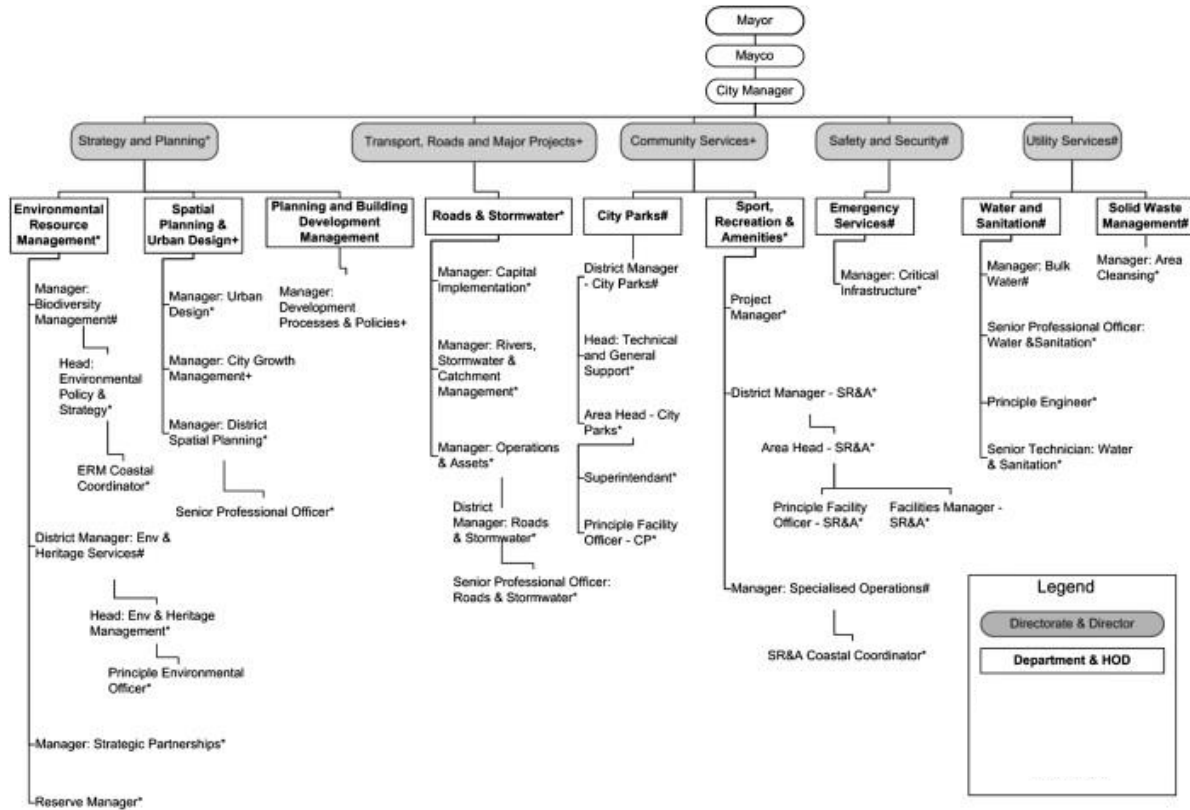 Mayor
Mayco
City Manager
Strategy and Planning*
Transport, Roads and Major Projects+
Community Services+
Safety and Security#
Utility Services#
Environmental
Resource
Management*
Spatial
Planning &
Urban Design+
Planning and Building
Development
Management
Roads & Stormwater*
City Parks#
Sport,
Recreation &
Amenities*
Emergency
Services#
Water and
Sanitation#
Solid Waste
Management#
Manager:
Biodiversity
Management#
Head:
Environmental
Policy &
Strategy*
ERM Coastal
Coordinator*
District Manager: Env &
Heritage Services#
Head: Env & Heritage
Management*
Principle Environmental
Officer*
Manager: Strategic Partnerships*
Reserve Manager*
Manager: Urban
Design*
Manager: City Growth
Management+
Manager: District
Spatial Planning*
Senior Professional Officer*
Manager:
Development
Processes & Policies+
Manager: Capital
Implementation*
Manager: Rivers,
Stormwater &
Catchment
Management*
Manager: Operations
& Assets*
District
Manager: Roads
& Stormwater*
Senior Professional Officer:
Roads & Stormwater*
District Manager
- City Parks#
Head: Technical
and General
Support*
Area Head - City
Parks*
Superintendant*
Principle Facility
Officer - CP*
Project
Manager*
District Manager - SR&A*
Area Head - SR&A*
Principle Facility
Officer - SR&A*
Facilities Manager -
SR&A*
Manager: Specialised Operations#
SR&A Coastal Coordinator*
Manager: Critical
Infrastructure*
Manager: Bulk
Water#
Senior Professional Officer:
Water &Sanitation*
Principle Engineer*
Senior Technician: Water
& Sanitation*
Manager: Area
Cleansing*
Legend
Directorate & Director
Department & HOD